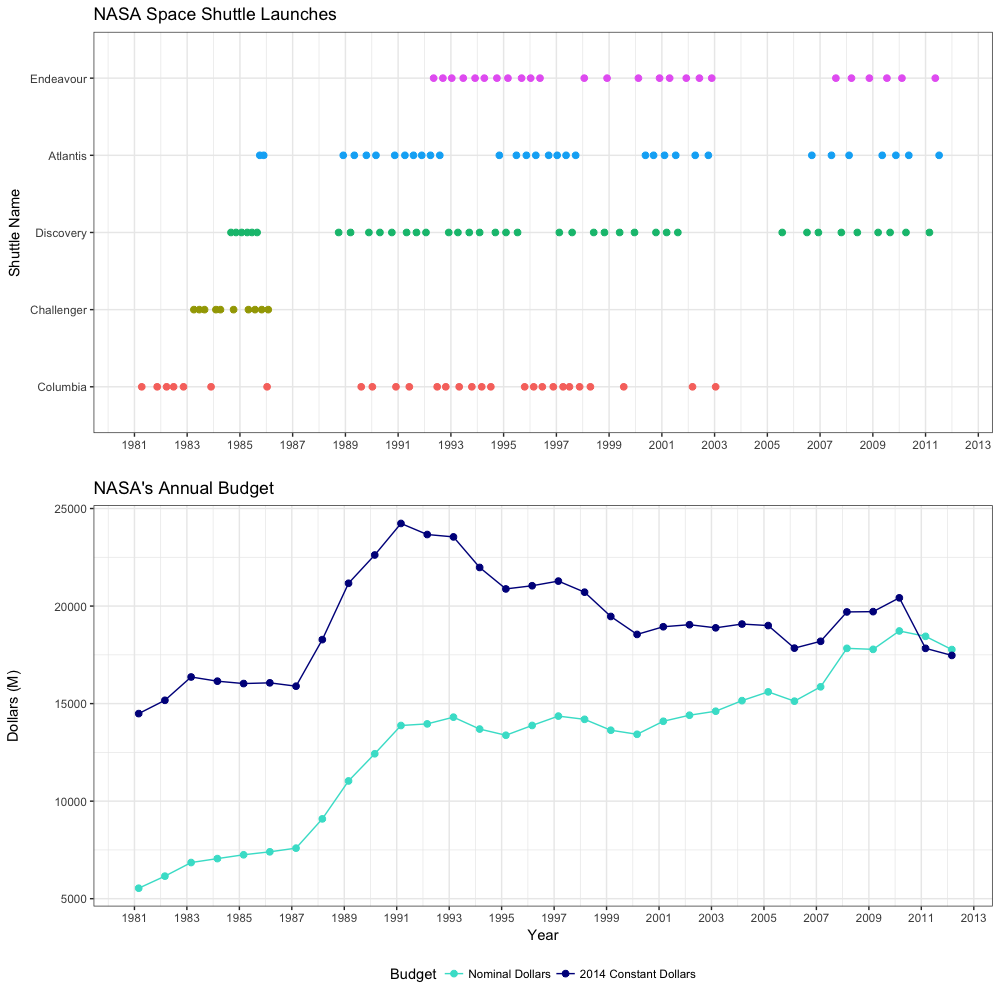 NASA Space Shuttle Launches
Shuttle Name
Endeavour
Atlantis
Discovery
Challenger
Columbia
1981 1983 1985 1987 1989 1991 1993 1995 1997 1999 2001 2003 2005 2007 2009 2011 2013
NASA's Annual Budget
Dollars (M)
25000
20000
15000
10000
5000
1981 1983 1985 1987 1989 1991 1993 1995 1997 1999 2001 2003 2005 2007 2009 2011 2013
Year
Budget Nominal Dollars 2014 Constant Dollars